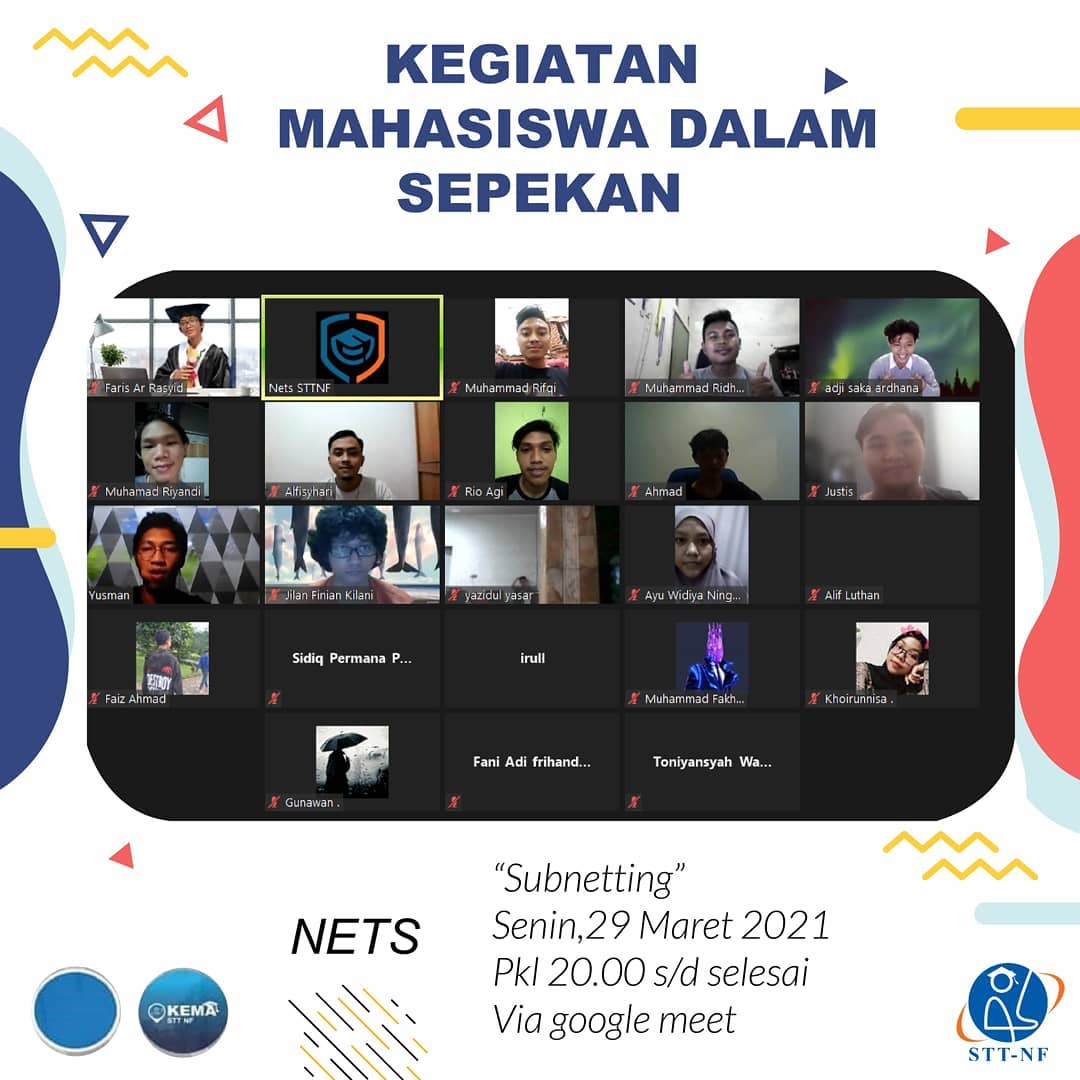 KEGIATAN
MAHASISWA DALAM
SEPEKAN
Faris Ar Rasyid
Nets STTNF
Muhammad Rifqi
Muhammad Ridh...
adji saka ardhana
Muhamad Riyandi
Alfisyhari
Rio Agi
Ahmad
Justis
Yusman
Jilan Finian Kilani
yazidul yasar
Ayu Widiya Ning...
Alif Luthan
DESTROY
Faiz Ahmad
Sidiq Permana P...
irull
Muhammad Fakh...
Khoirunnisa .
Gunawan .
Fani Adi frihand...
Toniyansyah Wa...
NETS
“Subnetting”
Senin,29 Maret 2021
Pkl 20.00 s/d selesai
Via google meet
KEMA
STT NF
STT-NF